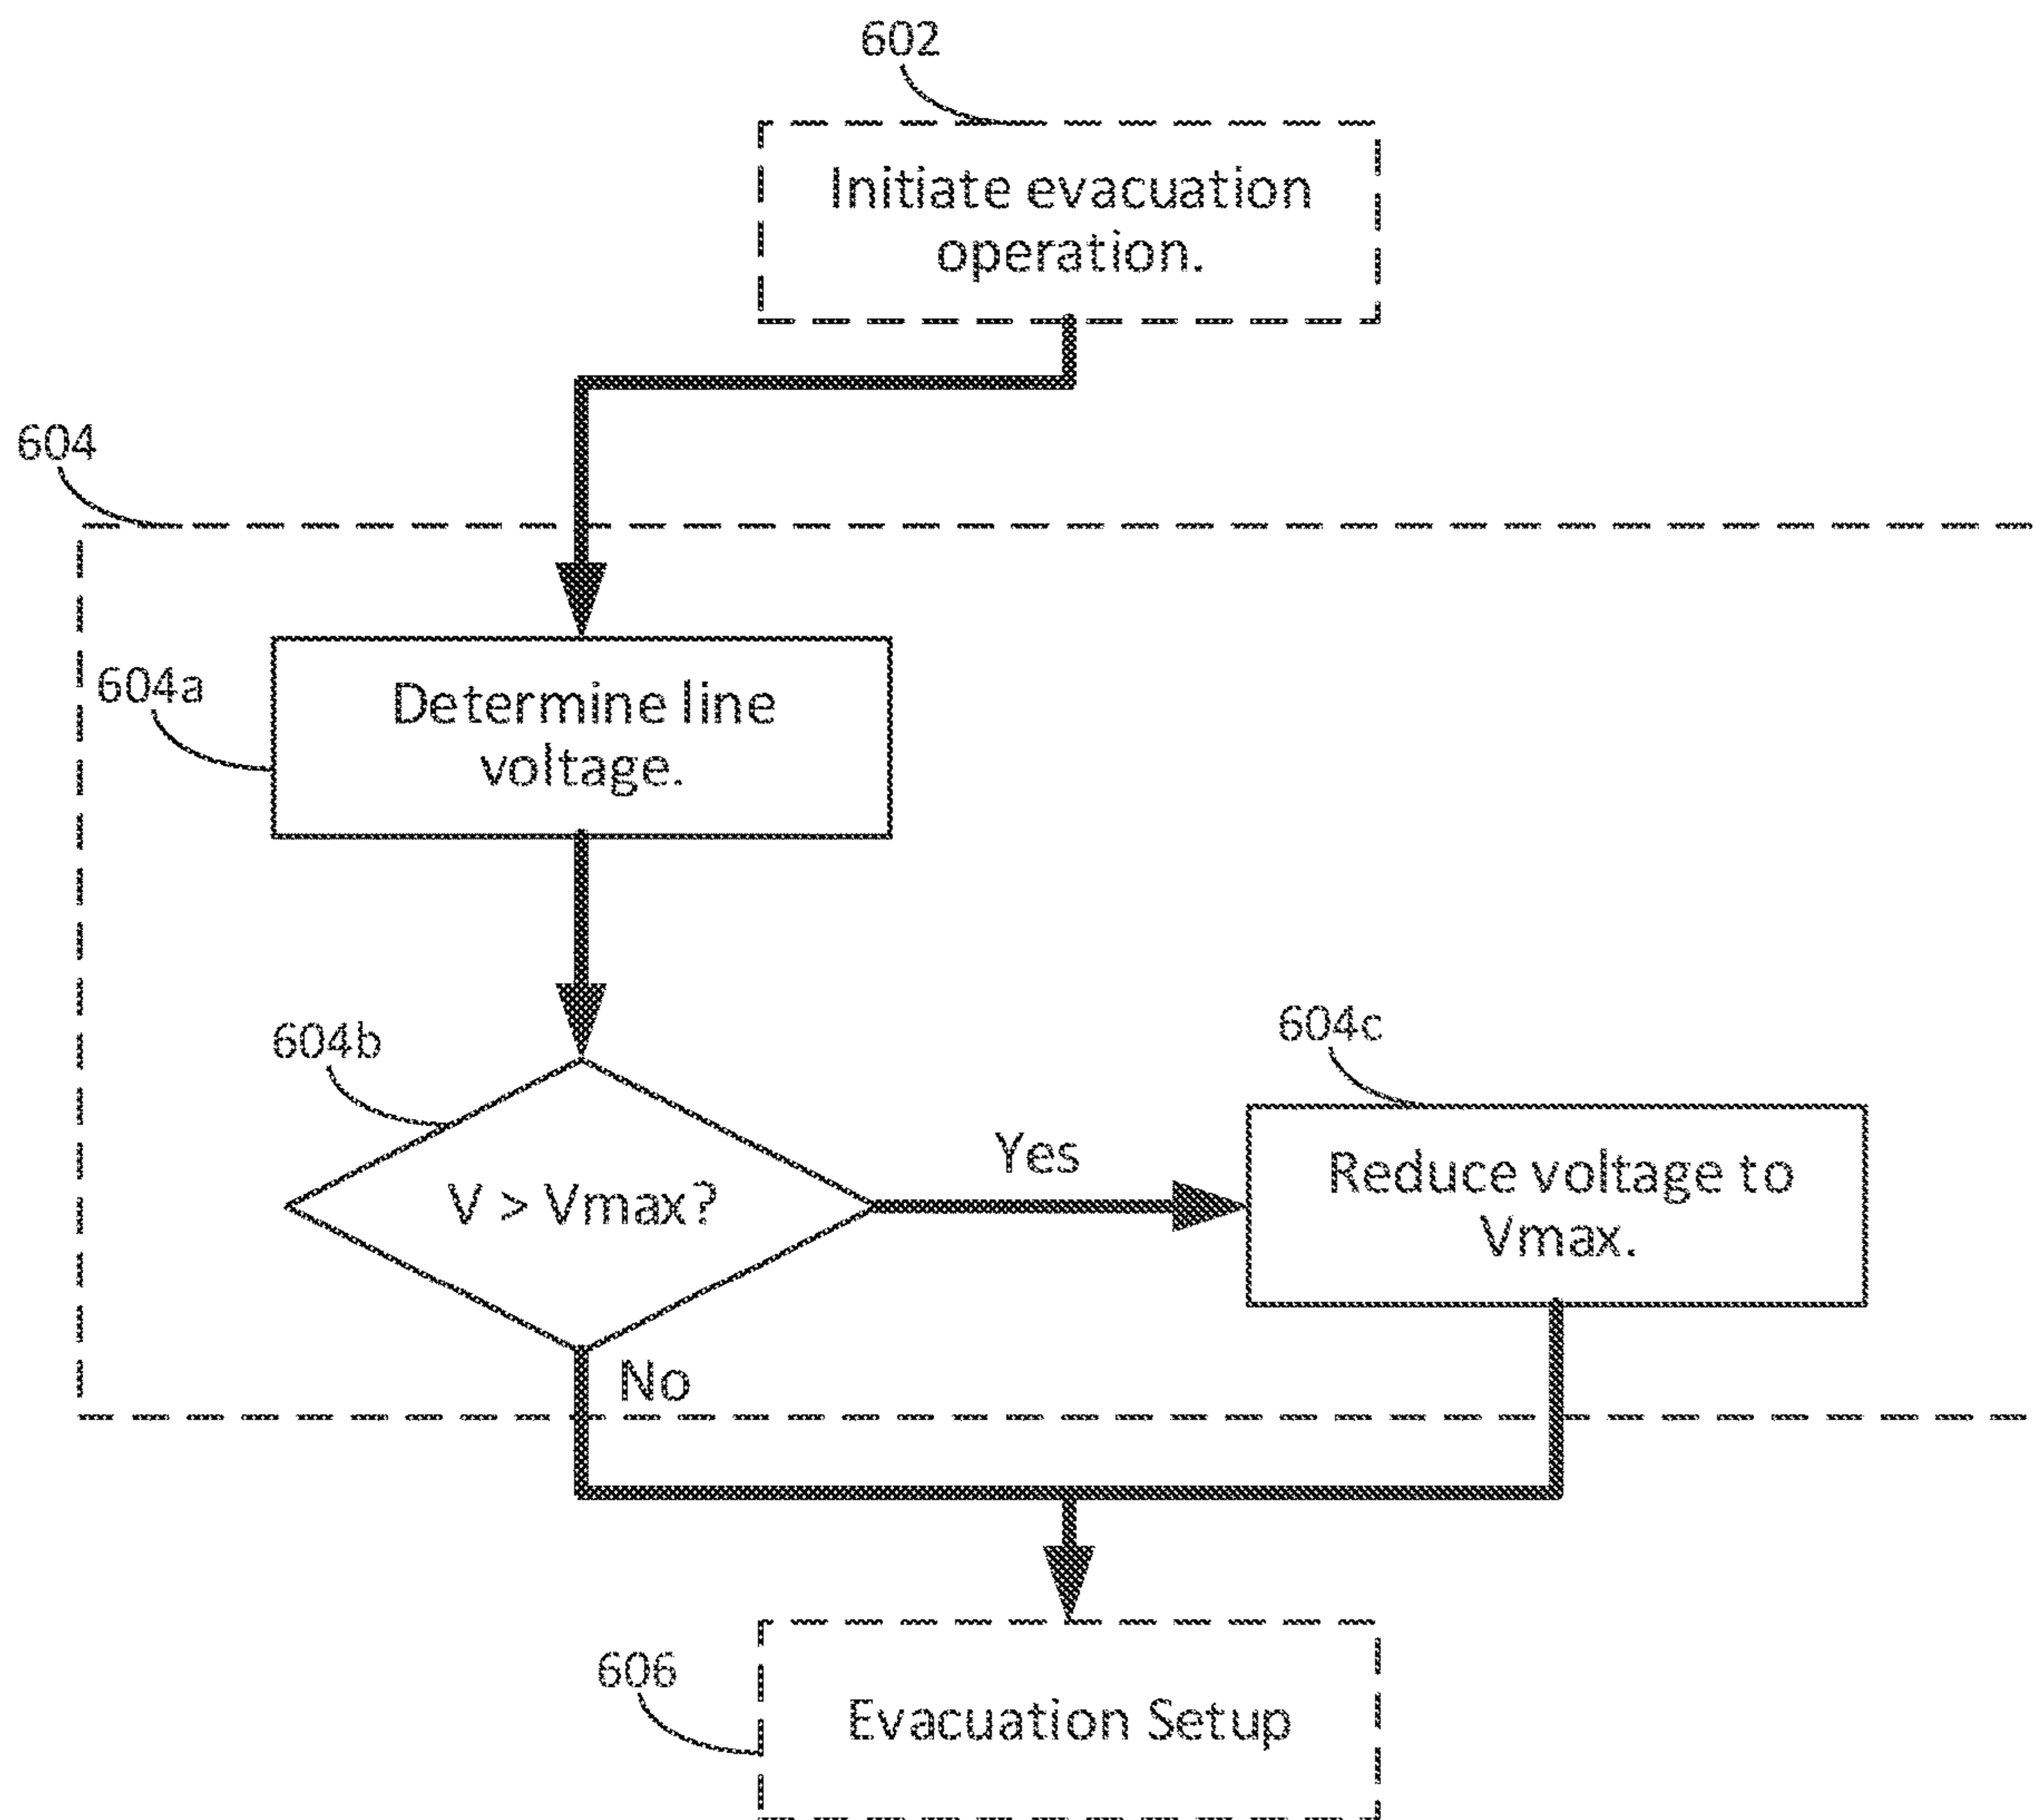 602
Initiate evacuation
operation.
604
604a
Determine line
voltage.
604b
V > Vmax?
Yes
604c
Reduce voltage to
Vmax.
No
606
Evacuation Setup